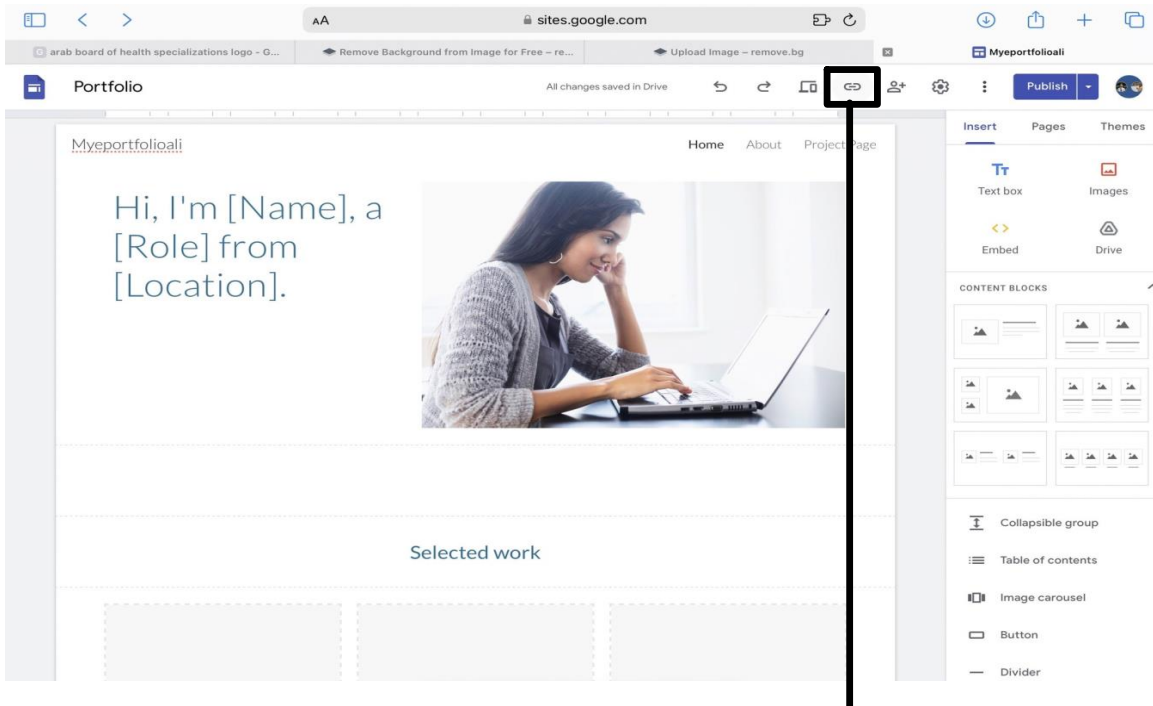 AA sites.google.com
arab board of health specializations logo - G... Remove Background from Image for Free – re... Upload Image – remove.bg Myeportfolioali
Portfolio All changes saved in Drive Publish
Insert Pages Themes
Myeportfolioali Home About Project Page
Hi, I'm [Name], a
[Role] from
[Location].
Tт
Text box Images
Embed Drive
CONTENT BLOCKS
Selected work
Collapsible group
Table of contents
Image carousel
Button
Divider